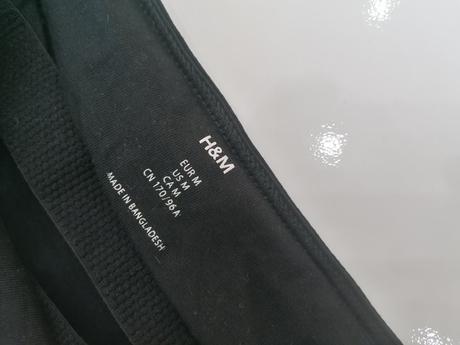 H&M
EUR M
US M
CA M
CN 170/96A
MADE IN BANGLADESH